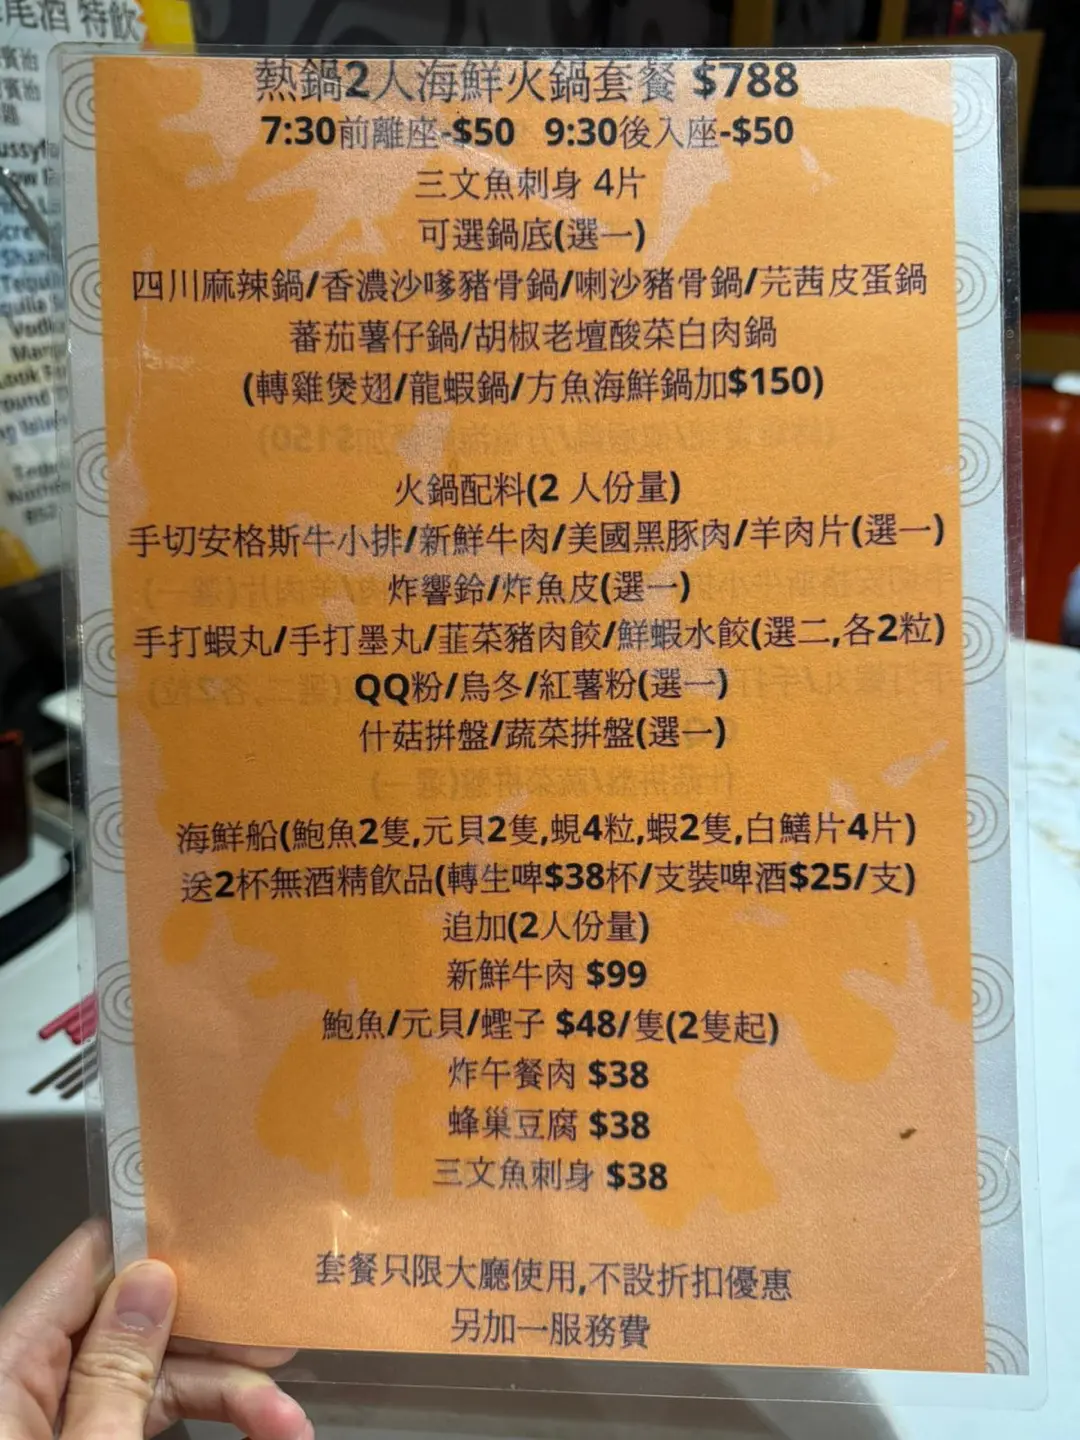 尾酒 特飲
熱鍋2人海鮮火鍋套餐 $788
7:30前離座-$50 9:30後入座-$50
三文魚刺身 4片
可選鍋底(選一)
四川麻辣鍋/香濃沙嗲豬骨鍋/喇沙豬骨鍋/芫茜皮蛋鍋
蕃茄薯仔鍋/胡椒老壇酸菜白肉鍋
(轉雞煲翅/龍蝦鍋/方魚海鮮鍋加$150)
火鍋配料(2 人份量)
手切安格斯牛小排/新鮮牛肉/美國黑豚肉/羊肉片(選一)
炸響鈴/炸魚皮(選一)
手打蝦丸/手打墨丸/韮菜豬肉餃/鮮蝦水餃(選二,各2粒)
QQ粉/烏冬/紅薯粉(選一)
什菇拼盤/蔬菜拼盤(選一)
海鮮船(鮑魚2隻,元貝2隻,蜆4粒,蝦2隻,白鱔片4片)
送2杯無酒精飲品(轉生啤$38杯/支裝啤酒$25/支)
追加(2人份量)
新鮮牛肉 $99
鮑魚/元貝/蟶子 $48/隻(2隻起)
炸午餐肉 $38
蜂巢豆腐 $38
三文魚刺身 $38
套餐只限大廳使用,不設折扣優惠
另加一服務費